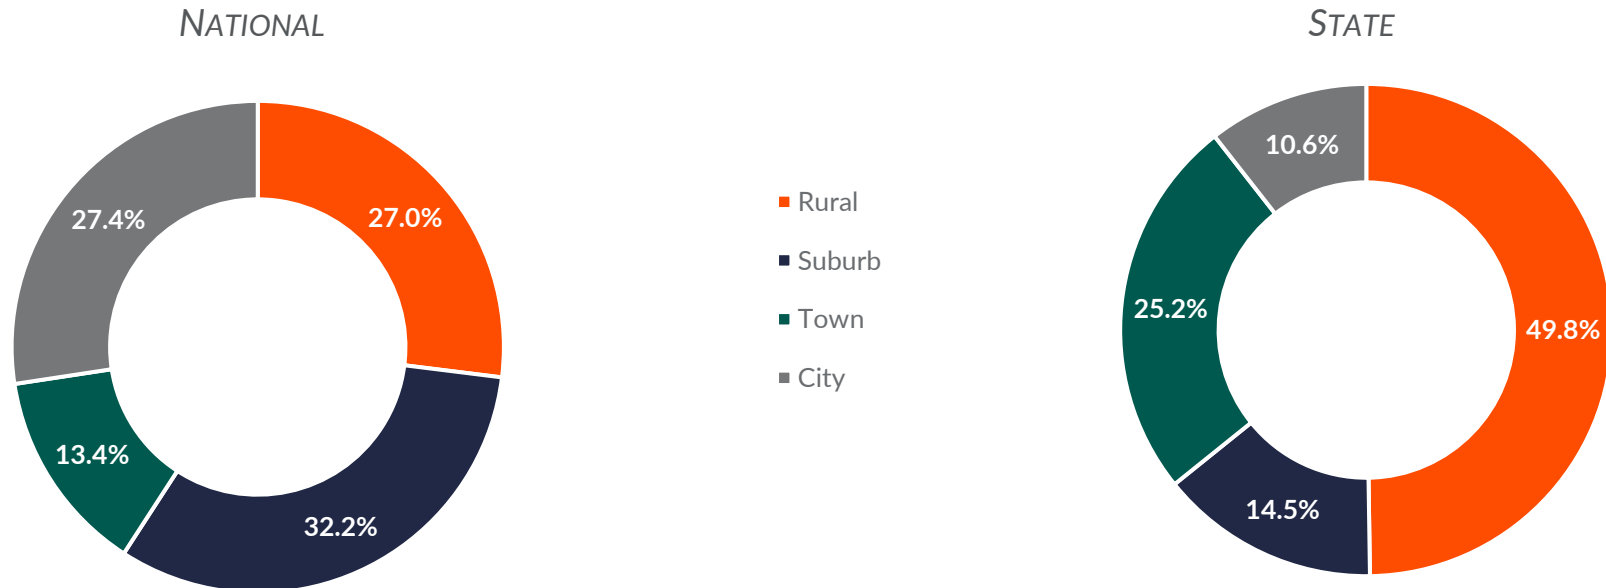 NATIONAL
27.4%
27.0%
13.4%
32.2%
Rural
Suburb
Town
City
STATE
10.6%
25.2%
49.8%
14.5%